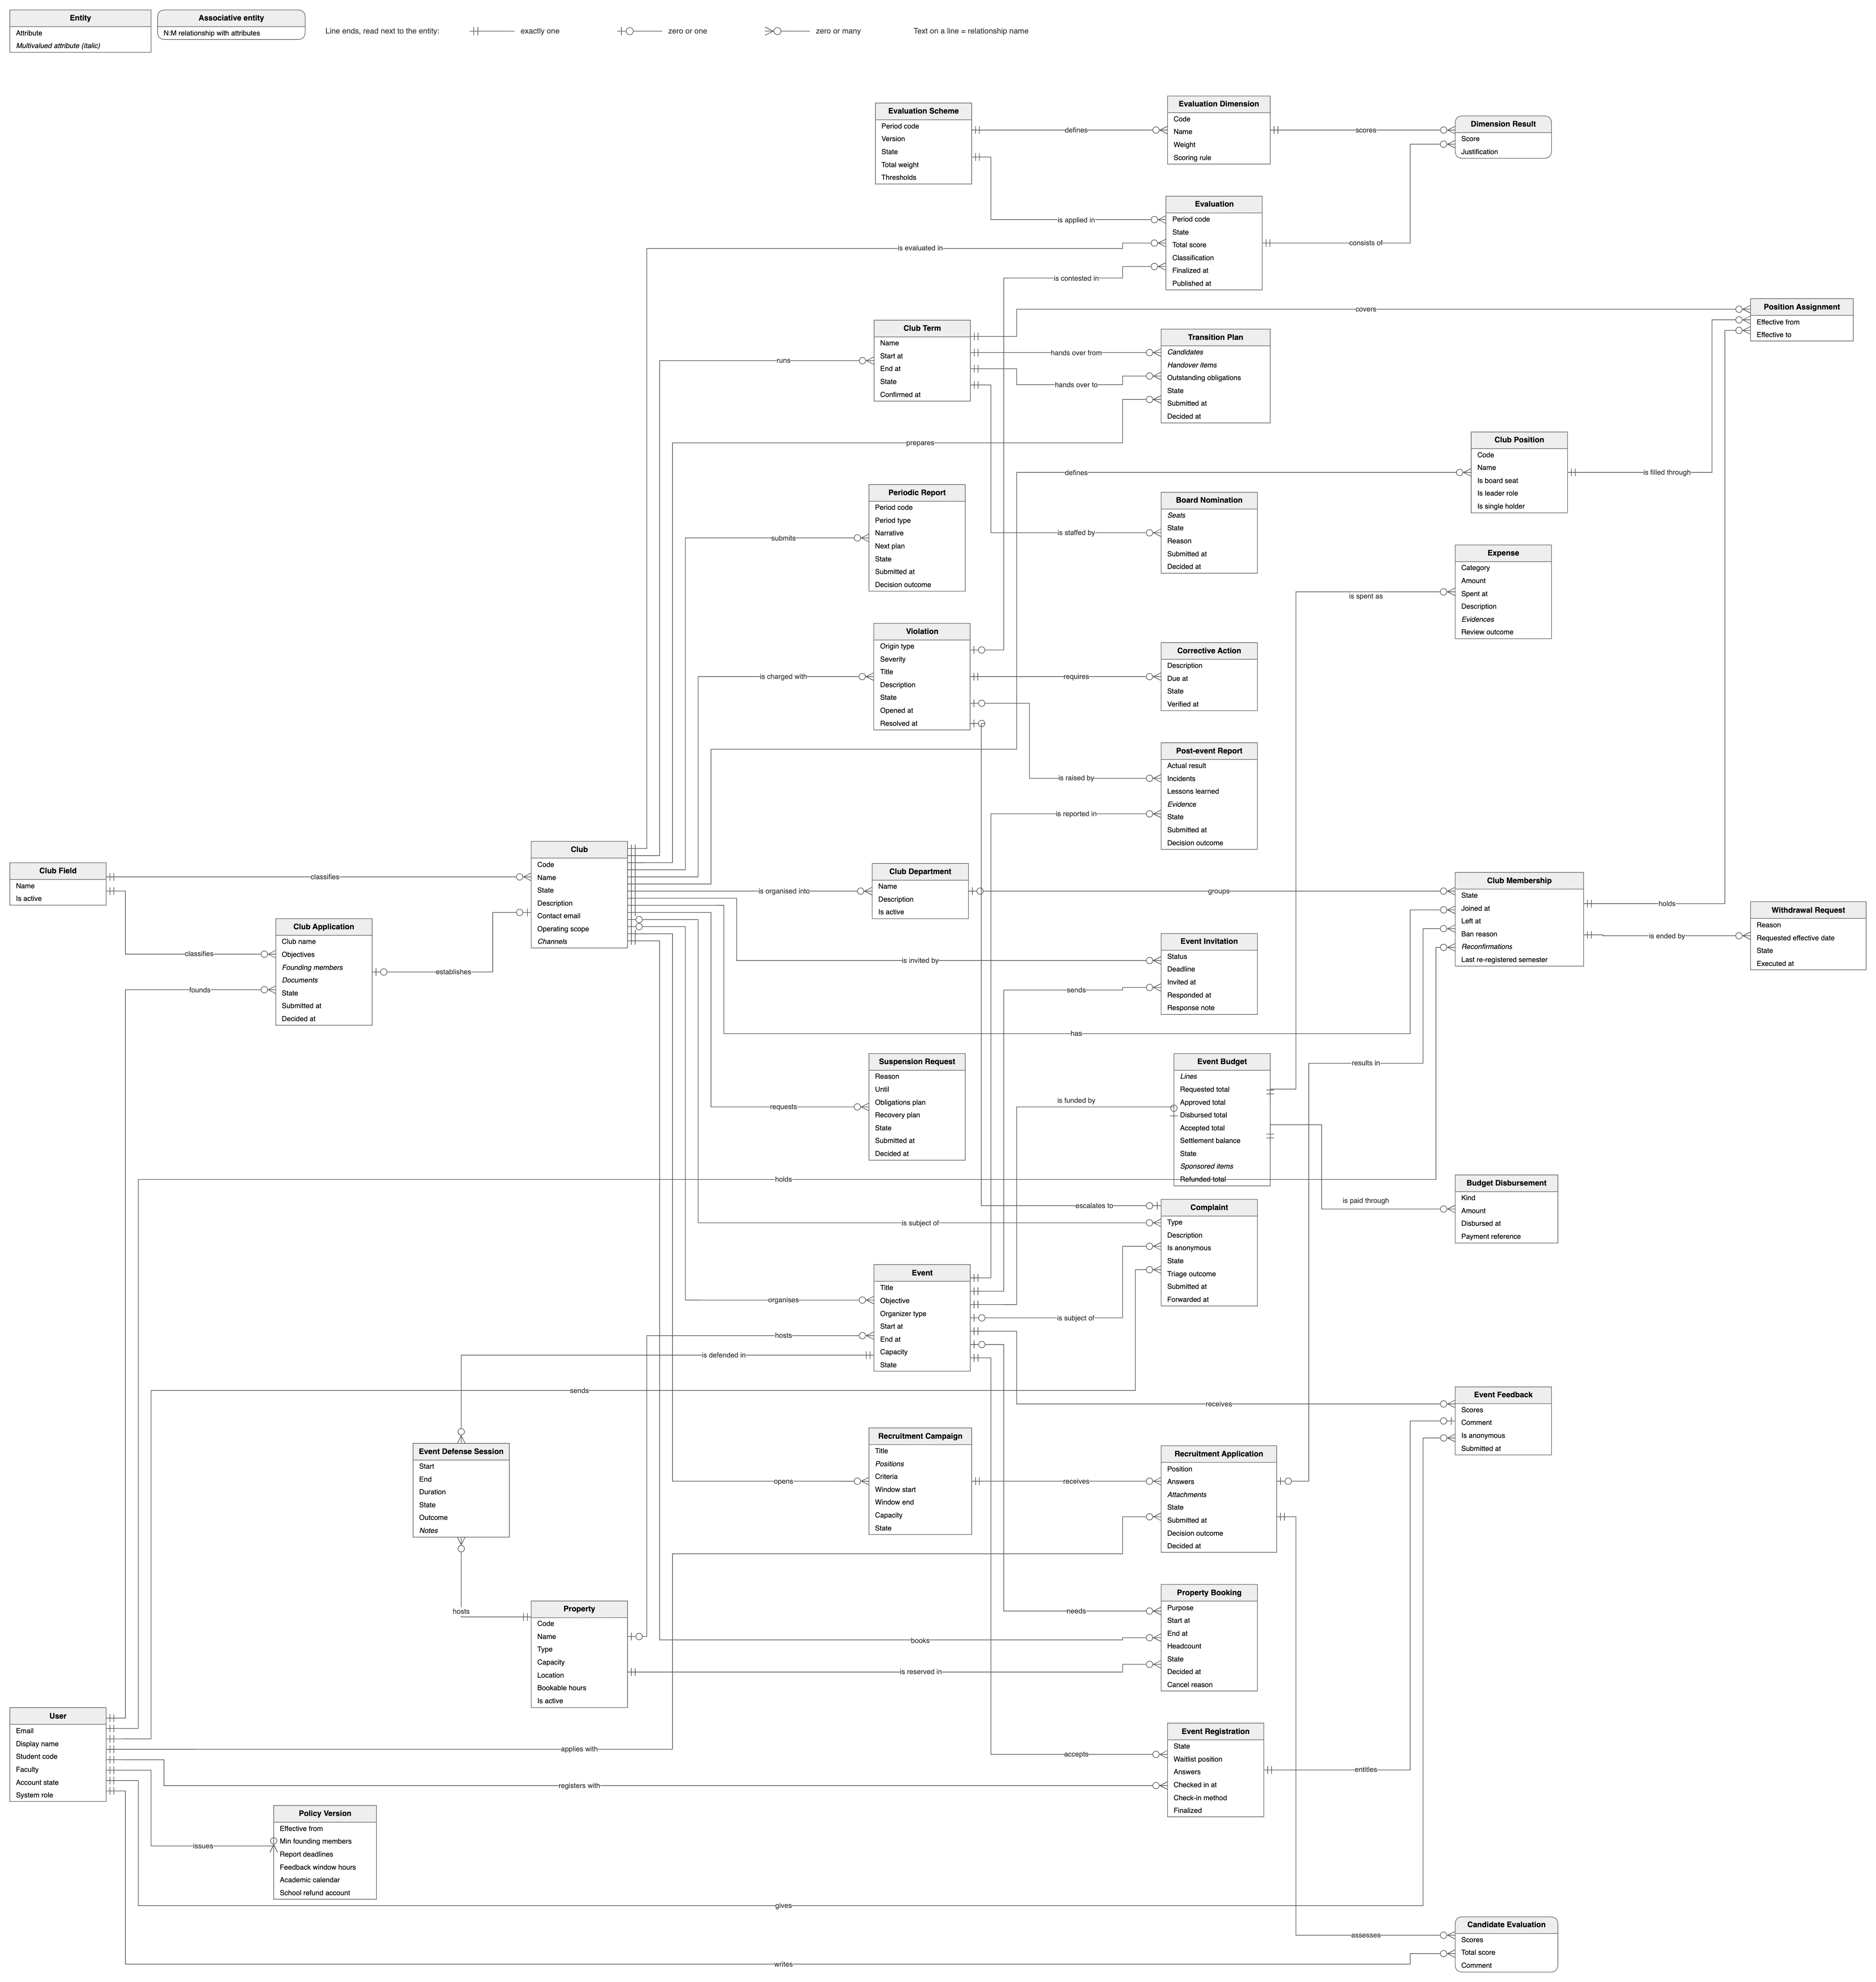 Entity
Attribute
Multivalued attribute (italic)
Associative entity
N:M relationship with attributes
Line ends, read next to the entity:
exactly one
zero or one
zero or many
Text on a line = relationship name
Evaluation Scheme
Period code
Version
State
Total weight
Thresholds
defines
Evaluation Dimension
Code
Name
Weight
Scoring rule
scores
Dimension Result
Score
Justification
is applied in
Evaluation
Period code
State
Total score
Classification
Finalized at
Published at
consists of
is evaluated in
is contested in
covers
Position Assignment
Effective from
Effective to
Club Term
Name
Start at
End at
State
Confirmed at
runs
hands over from
hands over to
Transition Plan
Candidates
Handover items
Outstanding obligations
State
Submitted at
Decided at
prepares
defines
Club Position
Code
Name
Is board seat
Is leader role
Is single holder
is filled through
Periodic Report
Period code
Period type
Narrative
Next plan
State
Submitted at
Decision outcome
submits
is staffed by
Board Nomination
Seats
State
Reason
Submitted at
Decided at
Expense
Category
Amount
Spent at
Description
Evidences
Review outcome
is spent as
Violation
Origin type
Severity
Title
Description
State
Opened at
Resolved at
is charged with
requires
Corrective Action
Description
Due at
State
Verified at
is raised by
is reported in
Post-event Report
Actual result
Incidents
Lessons learned
Evidence
State
Submitted at
Decision outcome
Club Field
Name
Is active
classifies
Club
Code
Name
State
Description
Contact email
Operating scope
Channels
is organised into
Club Department
Name
Description
Is active
groups
Club Membership
State
Joined at
Left at
Ban reason
Reconfirmations
Last re-registered semester
holds
is ended by
Withdrawal Request
Reason
Requested effective date
State
Executed at
classifies
founds
Club Application
Club name
Objectives
Founding members
Documents
State
Submitted at
Decided at
establishes
is invited by
sends
Event Invitation
Status
Deadline
Invited at
Responded at
Response note
has
Suspension Request
Reason
Until
Obligations plan
Recovery plan
State
Submitted at
Decided at
requests
is funded by
Event Budget
Lines
Requested total
Approved total
Disbursed total
Accepted total
Settlement balance
State
Sponsored items
Refunded total
results in
holds
is paid through
Budget Disbursement
Kind
Amount
Disbursed at
Payment reference
escalates to
is subject of
Complaint
Type
Description
Is anonymous
State
Triage outcome
Submitted at
Forwarded at
Event
Title
Objective
Organizer type
Start at
End at
Capacity
State
organises
hosts
is defended in
is subject of
sends
receives
Event Feedback
Scores
Comment
Is anonymous
Submitted at
Event Defense Session
Start
End
Duration
State
Outcome
Notes
Recruitment Campaign
Title
Positions
Criteria
Window start
Window end
Capacity
State
opens
receives
Recruitment Application
Position
Answers
Attachments
State
Submitted at
Decision outcome
Decided at
hosts
Property
Code
Name
Type
Capacity
Location
Bookable hours
Is active
needs
books
is reserved in
Property Booking
Purpose
Start at
End at
Headcount
State
Decided at
Cancel reason
User
Email
Display name
Student code
Faculty
Account state
System role
applies with
registers with
accepts
Event Registration
State
Waitlist position
Answers
Checked in at
Check-in method
Finalized
entitles
issues
Policy Version
Effective from
Min founding members
Report deadlines
Feedback window hours
Academic calendar
School refund account
gives
assesses
writes
Candidate Evaluation
Scores
Total score
Comment